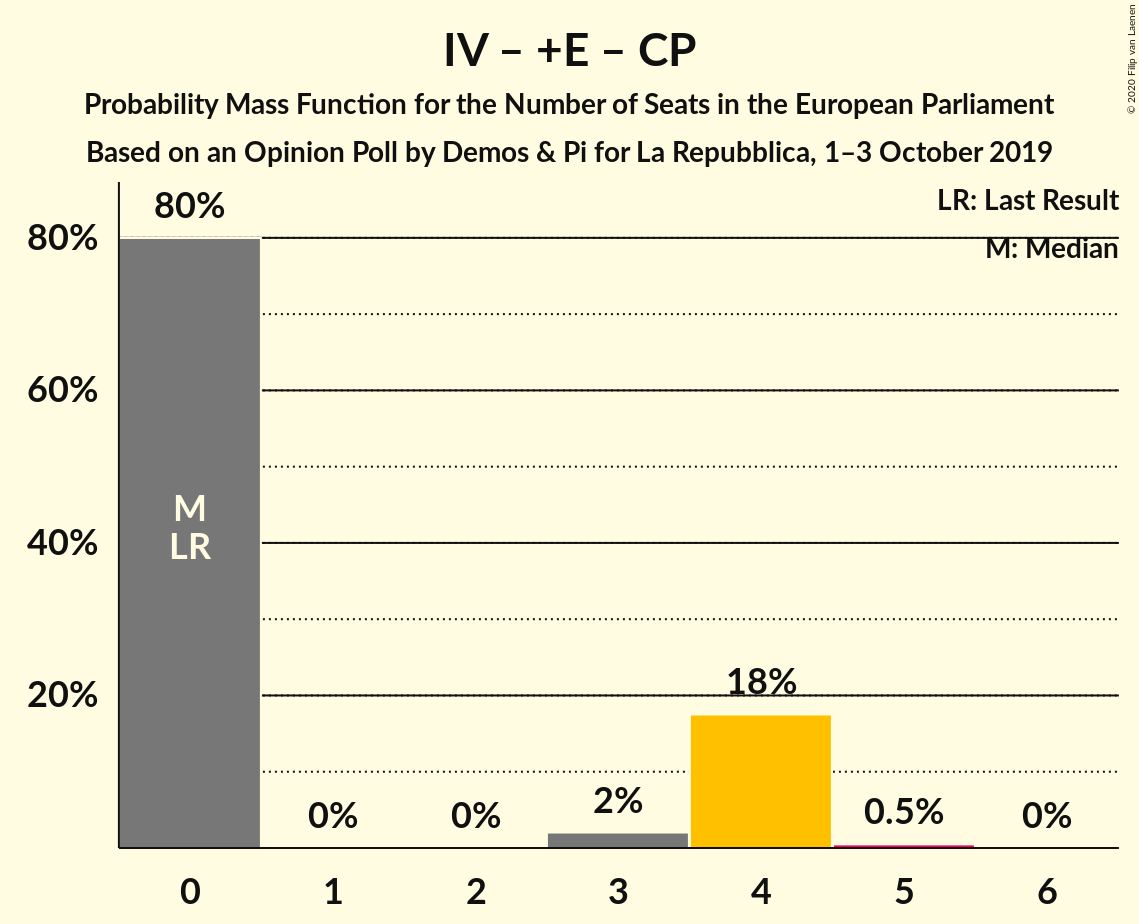 IV – +E – CP
Probability Mass Function for the Number of Seats in the European Parliament
Based on an Opinion Poll by Demos & Pi for La Repubblica, 1–3 October 2019
© 2020 Filip van Laenen
LR: Last Result
M: Median
80%
60%
40%
20%
80%
M
LR
0%
0%
2%
18%
0.5%
0%
0 1 2 3 4 5 6